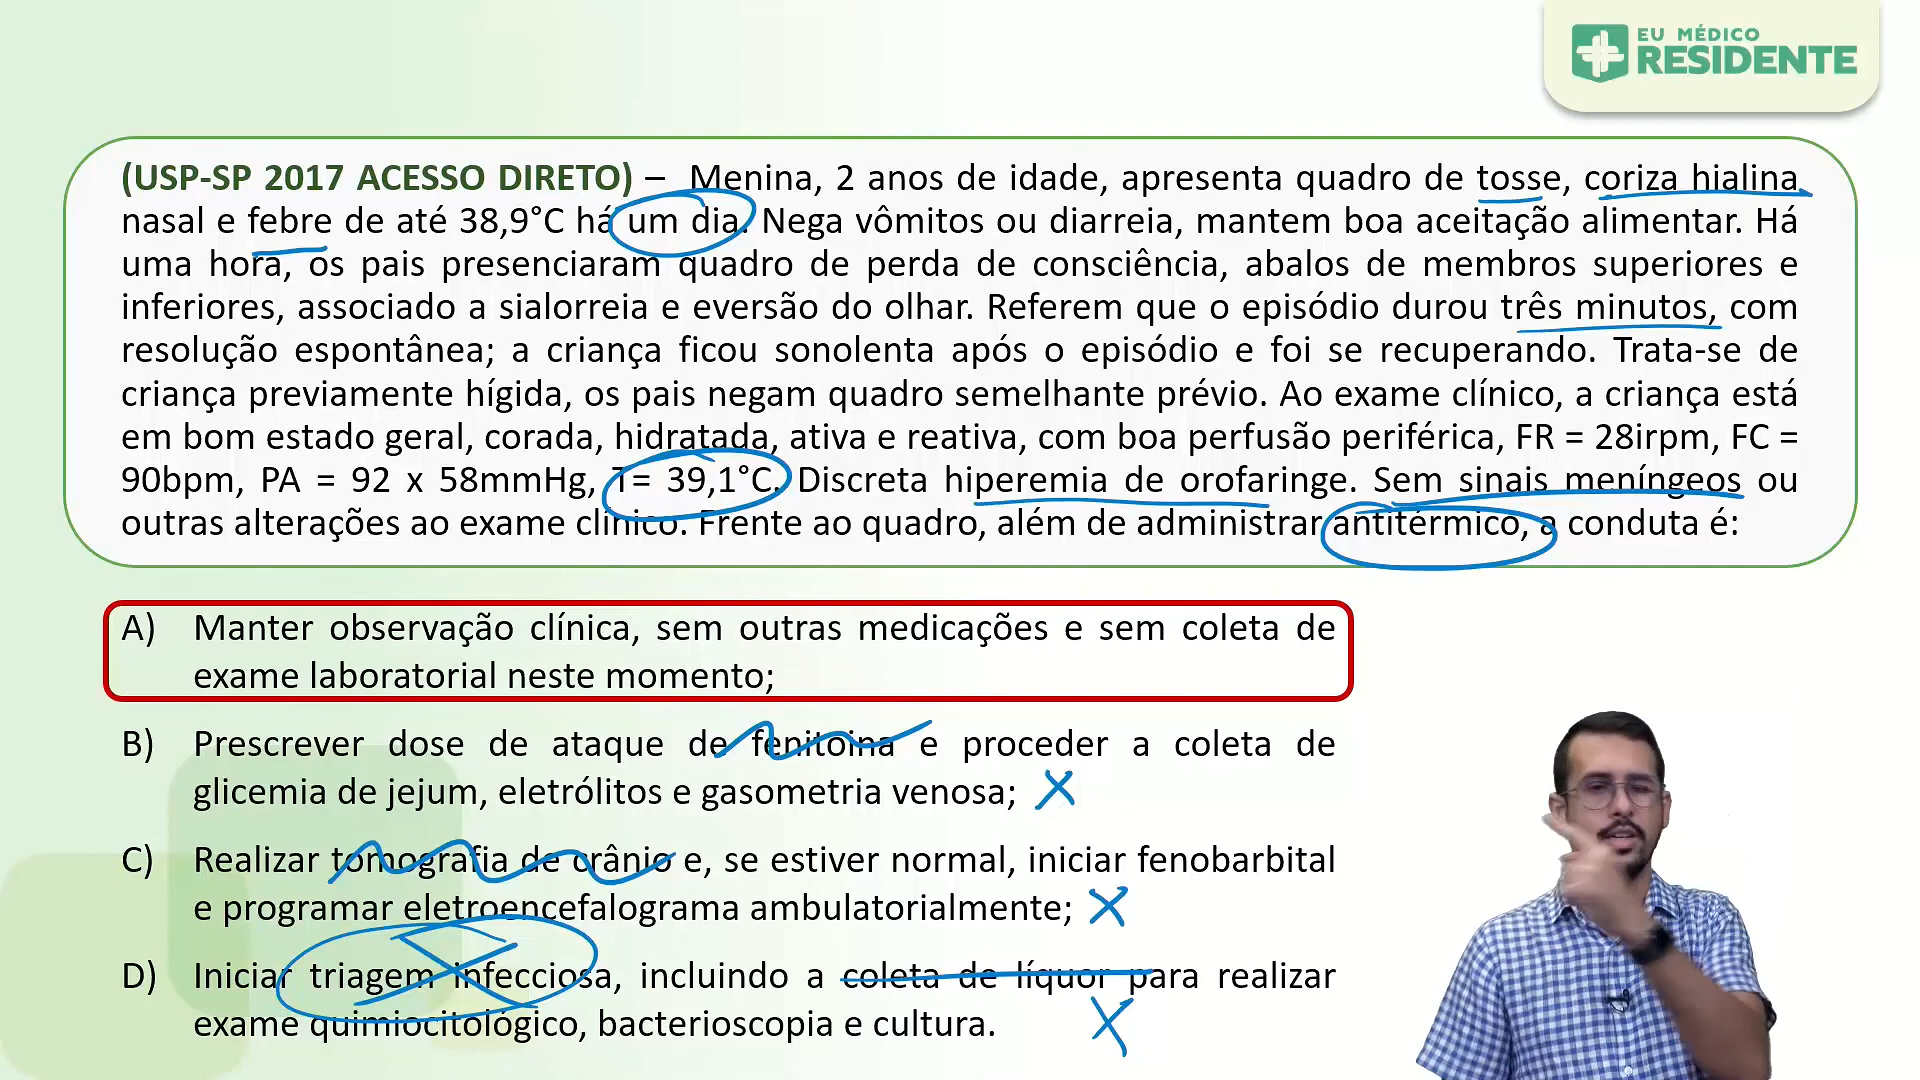 EU MÉDICO
RESIDENTE
(USP-SP 2017 ACESSO DIRETO) – Menina, 2 anos de idade, apresenta quadro de tosse, coriza hialina
nasal e febre de até 38,9°C há um dia. Nega vômitos ou diarreia, mantem boa aceitação alimentar. Há
uma hora, os pais presenciaram quadro de perda de consciência, abalos de membros superiores e
inferiores, associado a sialorreia e eversão do olhar. Referem que o episódio durou três minutos, com
resolução espontânea; a criança ficou sonolenta após o episódio e foi se recuperando. Trata-se de
criança previamente hígida, os pais negam quadro semelhante prévio. Ao exame clínico, a criança está
em bom estado geral, corada, hidratada, ativa e reativa, com boa perfusão periférica, FR = 28irpm, FC =
90bpm, PA = 92 x 58mmHg, T= 39,1°C. Discreta hiperemia de orofaringe. Sem sinais meníngeos ou
outras alterações ao exame clínico. Frente ao quadro, além de administrar antitérmico, a conduta é:
A) Manter observação clínica, sem outras medicações e sem coleta de
exame laboratorial neste momento;
B) Prescrever dose de ataque de fenitoina e proceder a coleta de
glicemia de jejum, eletrólitos e gasometria venosa;
C) Realizar tomografia de crânio e, se estiver normal, iniciar fenobarbital
e programar eletroencefalograma ambulatorialmente;
D) Iniciar triagem infecciosa, incluindo a coleta de líquor para realizar
exame quimiocitológico, bacterioscopia e cultura.